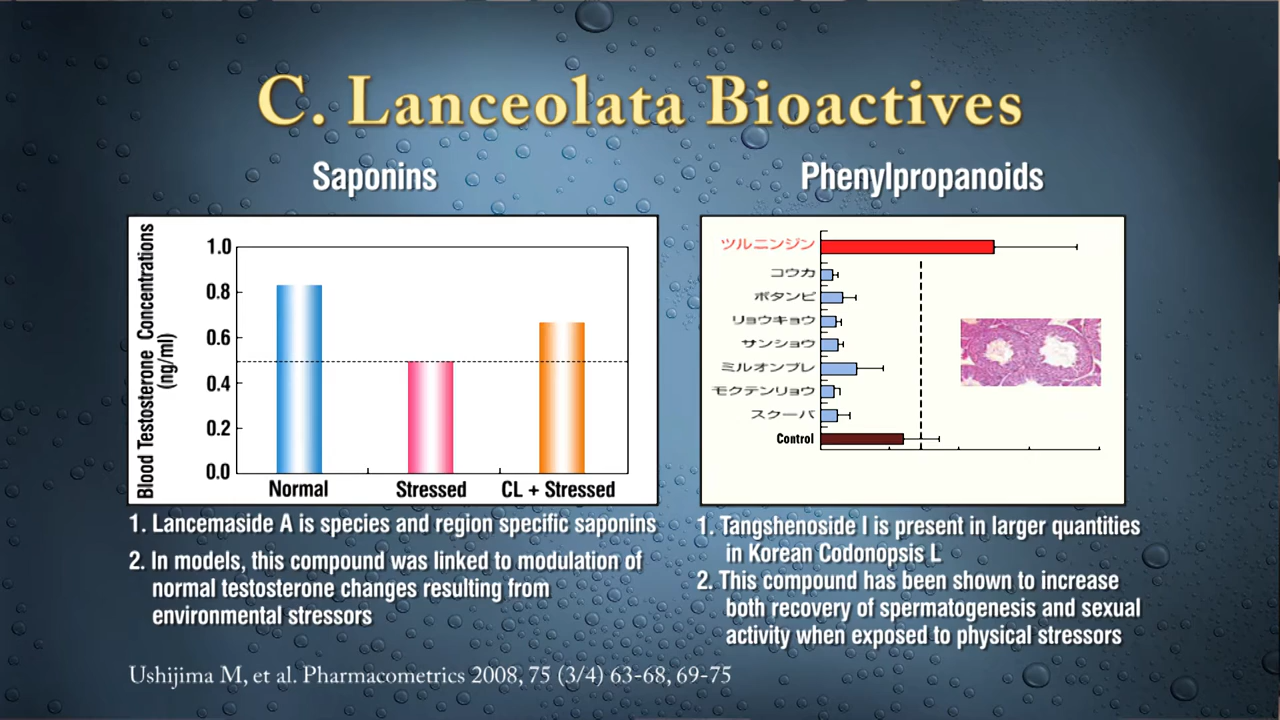 C. Lanceolata Bioactives
Saponins
Blood Testosterone Concentrations
(ng/ml)
1.0
0.8
0.6
0.4
0.2
0.0
Normal
Stressed
CL + Stressed
1. Lancemaside A is species and region specific saponins
2. In models, this compound was linked to modulation of
normal testosterone changes resulting from
environmental stressors
Phenylpropanoids
ツルニンジン
コウカ
ボタンピ
リョウキョウ
サンショウ
ミルオンブレ
モクテンリョウ
スクーバ
Control
1. Tangshenoside I is present in larger quantities
in Korean Codonopsis L
2. This compound has been shown to increase
both recovery of spermatogenesis and sexual
activity when exposed to physical stressors
Ushijima M, et al. Pharmacometrics 2008, 75 (3/4) 63-68, 69-75